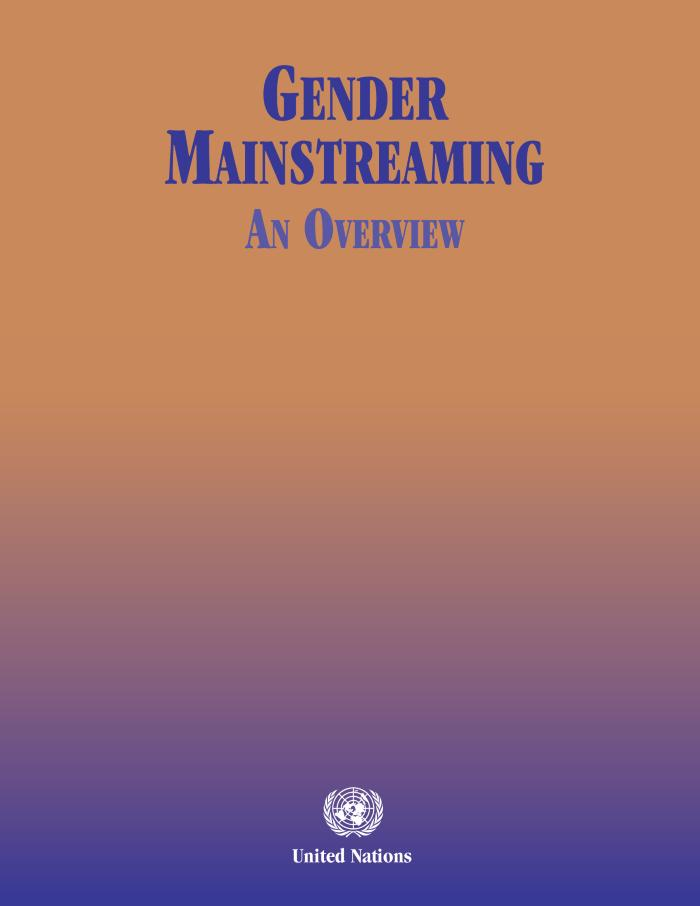 GENDER
MAINSTREAMING
AN OVERVIEW
United Nations